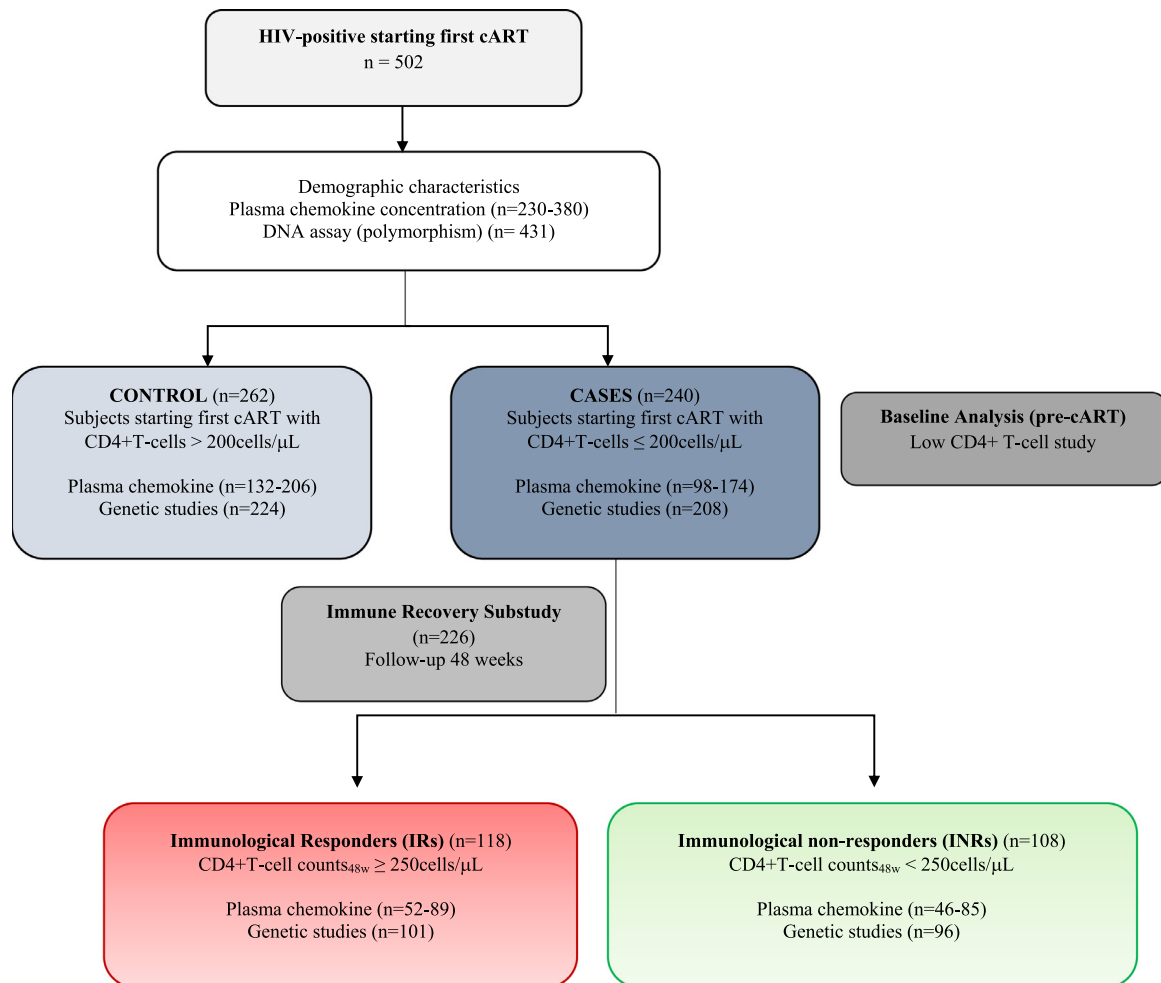 HIV-positive starting first cART
n = 502
Demographic characteristics
Plasma chemokine concentration (n=230-380)
DNA assay (polymorphism) (n= 431)
CONTROL (n=262)
Subjects starting first cART with
CD4+T-cells > 200cells/μL
Plasma chemokine (n=132-206)
Genetic studies (n=224)
CASES (n=240)
Subjects starting first cART with
CD4+T-cells ≤ 200cells/μL
Plasma chemokine (n=98-174)
Genetic studies (n=208)
Baseline Analysis (pre-cART)
Low CD4+ T-cell study
Immune Recovery Substudy
(n=226)
Follow-up 48 weeks
Immunological Responders (IRs) (n=118)
CD4+T-cell counts48w ≥ 250cells/μL
Plasma chemokine (n=52-89)
Genetic studies (n=101)
Immunological non-responders (INRs) (n=108)
CD4+T-cell counts48w < 250cells/μL
Plasma chemokine (n=46-85)
Genetic studies (n=96)